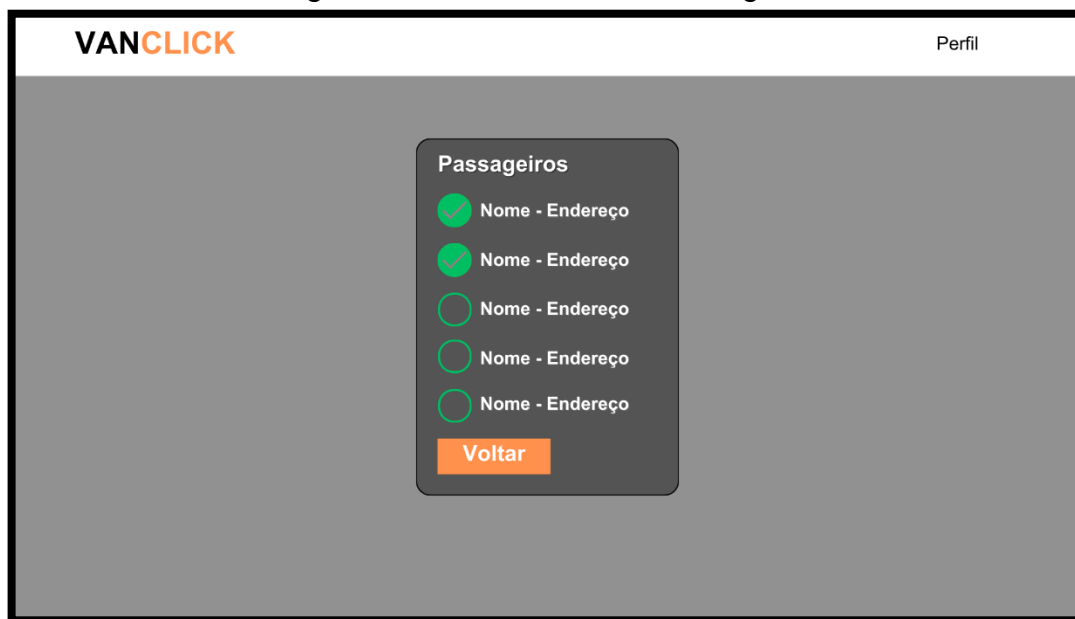 VANCLICK
Perfil
Passageiros
Nome - Endereço
Nome - Endereço
Nome - Endereço
Nome - Endereço
Nome - Endereço
Voltar